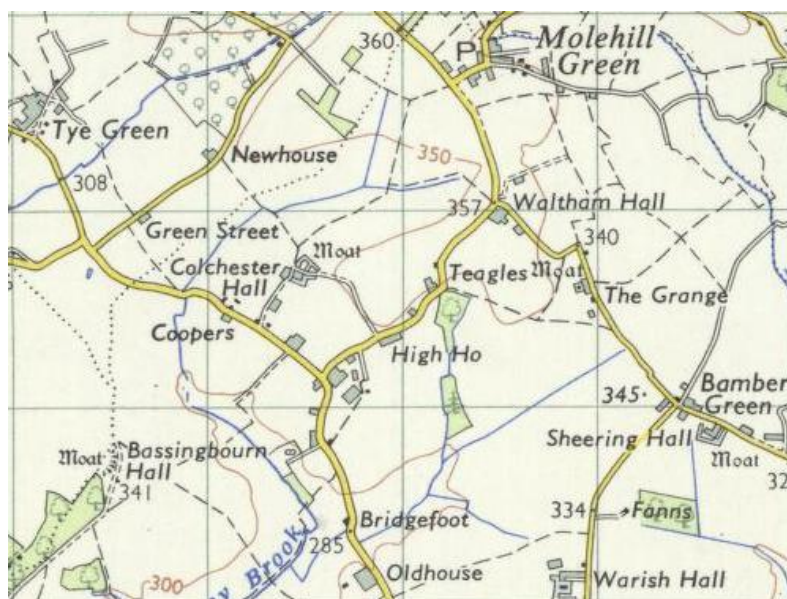 360
P
Molehill
Green
Tye Green
Newhouse
350
308
357
Waltham Hall
Green Street
Moat
340
Colchester
Hall
Teagles
Moat
The Grange
Coopers
High Ho
345
Bamber
Green
Sheering Hall
Moat
Bassingbourn
Hall
Moat
341
32
334
Fanns
Bridgefoot
285
300
Brook
Oldhouse
Warish Hall